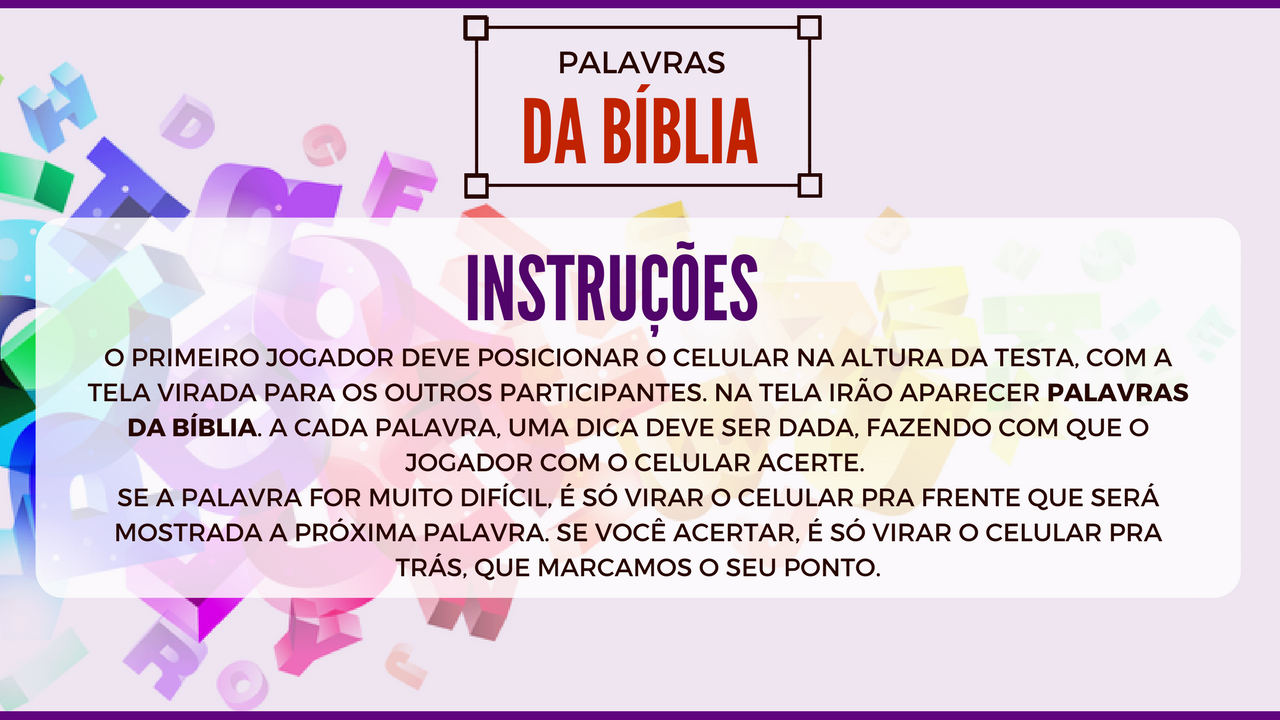 PALAVRAS
DA BÍBLIA
INSTRUÇÕES
O PRIMEIRO JOGADOR DEVE POSICIONAR O CELULAR NA ALTURA DA TESTA, COM A
TELA VIRADA PARA OS OUTROS PARTICIPANTES. NA TELA IRÃO APARECER PALAVRAS
DA BÍBLIA. A CADA PALAVRA, UMA DICA DEVE SER DADA, FAZENDO COM QUE O
JOGADOR COM O CELULAR ACERTE.
SE A PALAVRA FOR MUITO DIFÍCIL, É SÓ VIRAR O CELULAR PRA FRENTE QUE SERÁ
MOSTRADA A PRÓXIMA PALAVRA. SE VOCÊ ACERTAR, É SÓ VIRAR O CELULAR PRA
TRÁS, QUE MARCAMOS O SEU PONTO.